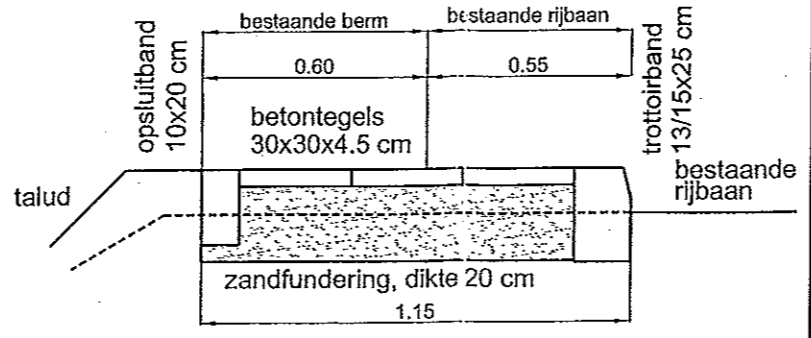 bestaande berm
bestaande rijbaan
0.60
0.55
opsluitband
10x20 cm
betontegels
30x30x4.5 cm
trottoirband
13/15x25 cm
talud
bestaande
rijbaan
zandfundering, dikte 20 cm
1.15